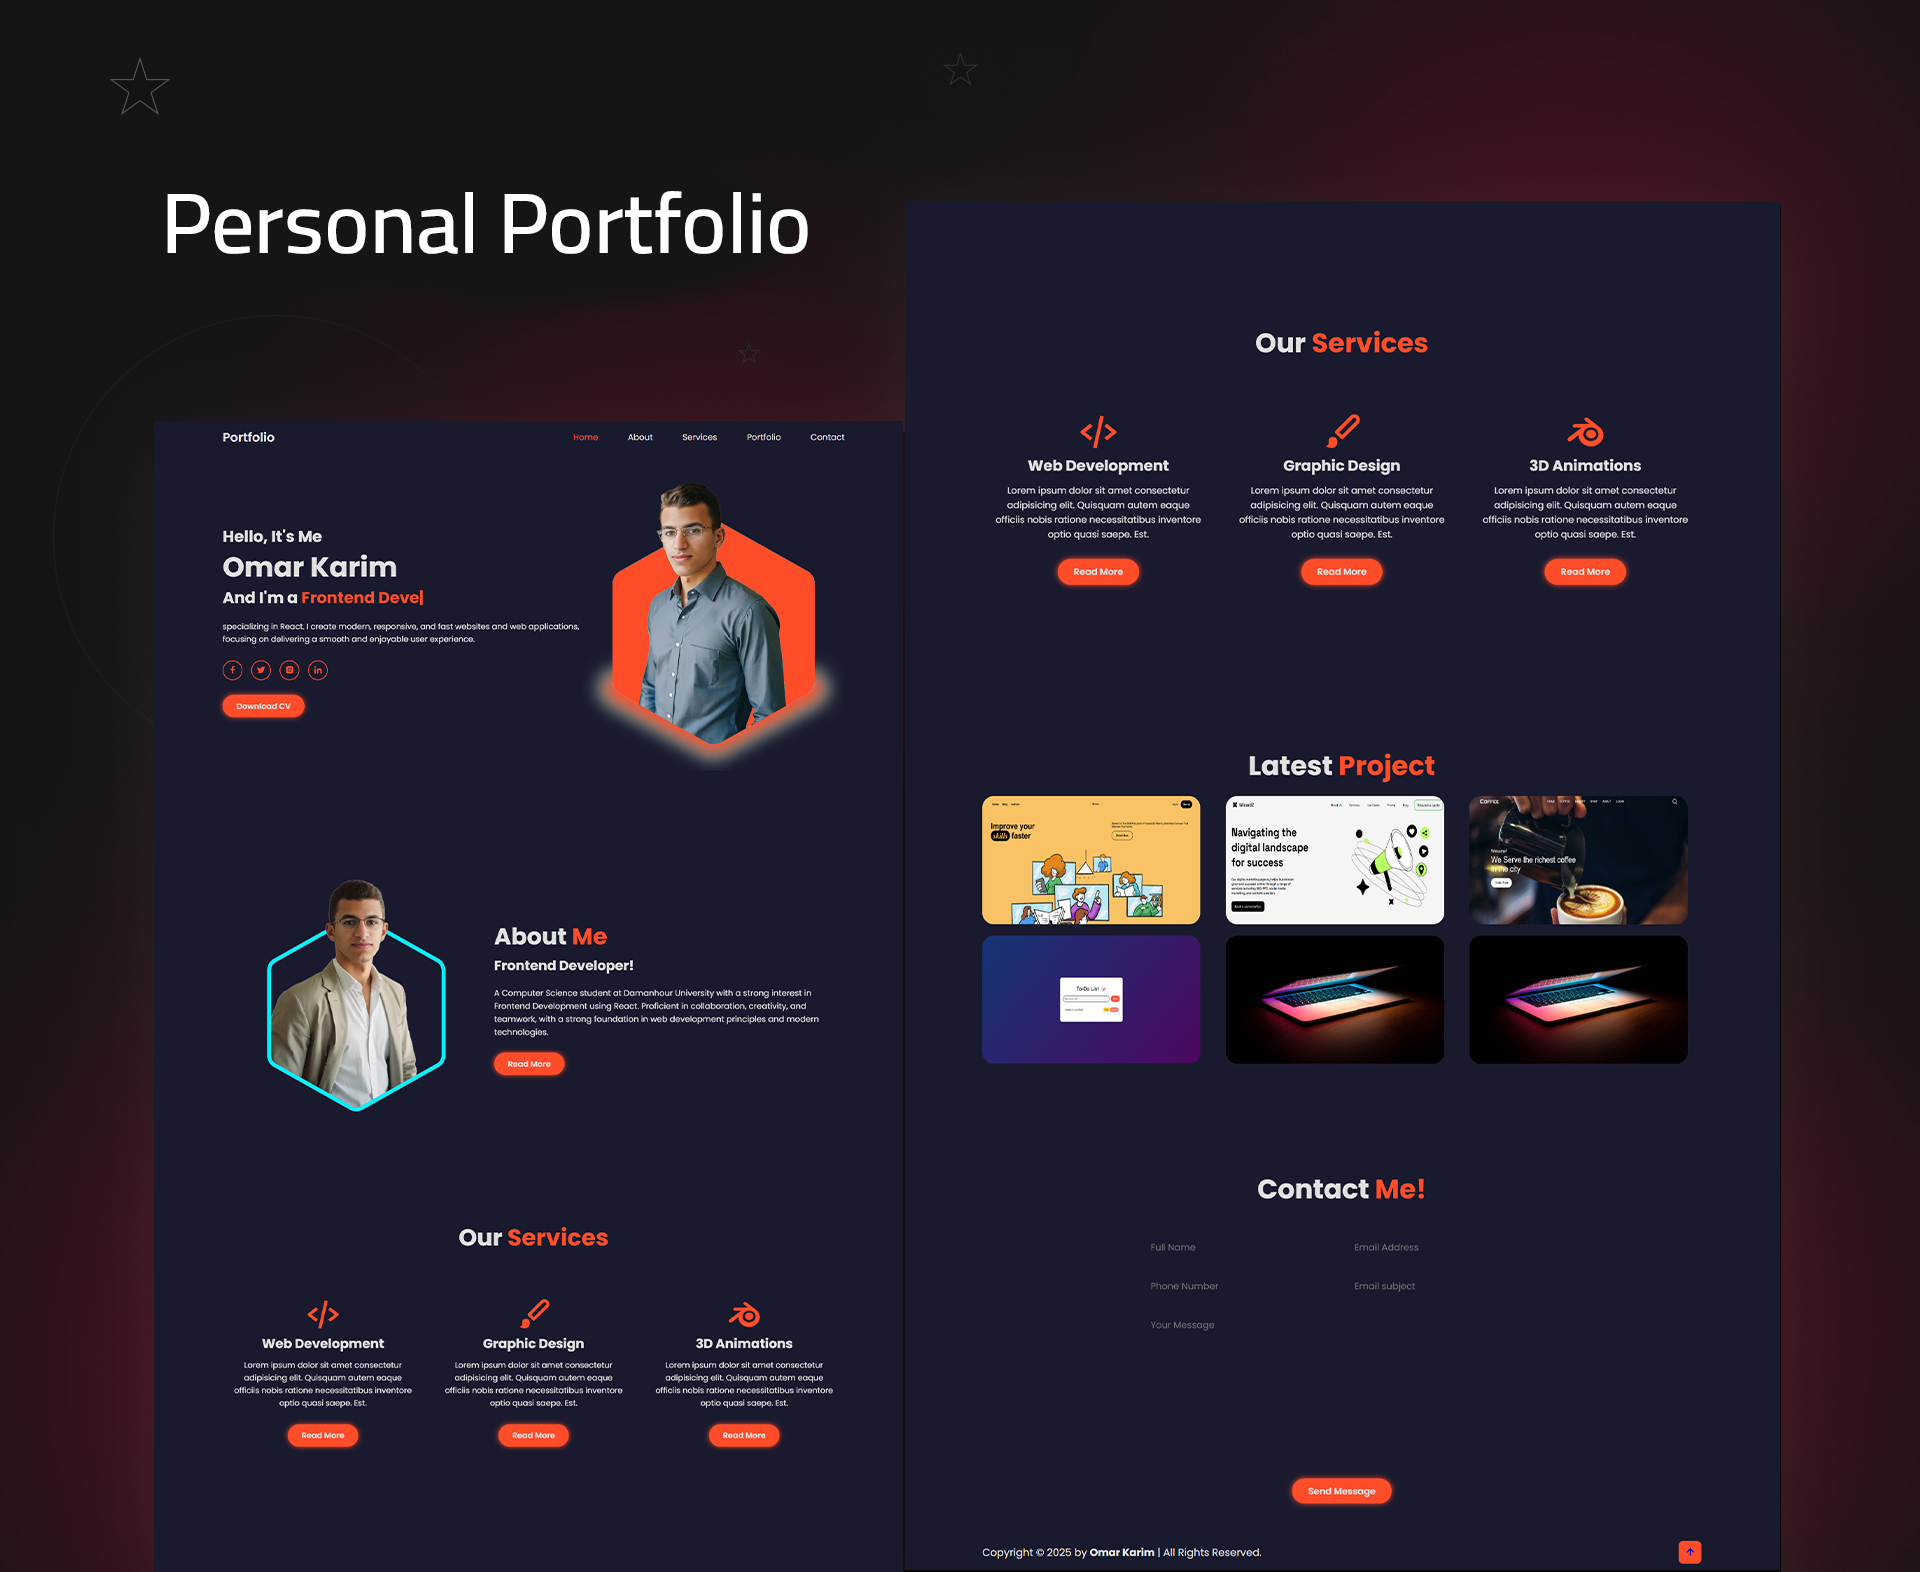 Personal Portfolio
Portfolio
Home About Services Portfolio Contact
Hello, It's Me
Omar Karim
And I'm a Frontend Deve|
specializing in React. I create modern, responsive, and fast websites and web applications,
focusing on delivering a smooth and enjoyable user experience.
Download CV
About Me
Frontend Developer!
A Computer Science student at Damanhour University with a strong interest in
Frontend Development using React. Proficient in collaboration, creativity, and
teamwork, with a strong foundation in web development principles and modern
technologies.
Read More
Our Services
Web Development
Lorem ipsum dolor sit amet consectetur
adipisicing elit. Quisquam autem eaque
officiis nobis ratione necessitatibus inventore
optio quasi saepe. Est.
Read More
Graphic Design
Lorem ipsum dolor sit amet consectetur
adipisicing elit. Quisquam autem eaque
officiis nobis ratione necessitatibus inventore
optio quasi saepe. Est.
Read More
3D Animations
Lorem ipsum dolor sit amet consectetur
adipisicing elit. Quisquam autem eaque
officiis nobis ratione necessitatibus inventore
optio quasi saepe. Est.
Read More
Our Services
Web Development
Lorem ipsum dolor sit amet consectetur
adipisicing elit. Quisquam autem eaque
officiis nobis ratione necessitatibus inventore
optio quasi saepe. Est.
Read More
Graphic Design
Lorem ipsum dolor sit amet consectetur
adipisicing elit. Quisquam autem eaque
officiis nobis ratione necessitatibus inventore
optio quasi saepe. Est.
Read More
3D Animations
Lorem ipsum dolor sit amet consectetur
adipisicing elit. Quisquam autem eaque
officiis nobis ratione necessitatibus inventore
optio quasi saepe. Est.
Read More
Latest Project
Improve your
skills faster
Navigating the
digital landscape
for success
COFFEE
Welcome!
We Serve the richest coffee
in the city
To-Do List
Contact Me!
Full Name
Email Address
Phone Number
Email subject
Your Message
Send Message
Copyright © 2025 by Omar Karim | All Rights Reserved.